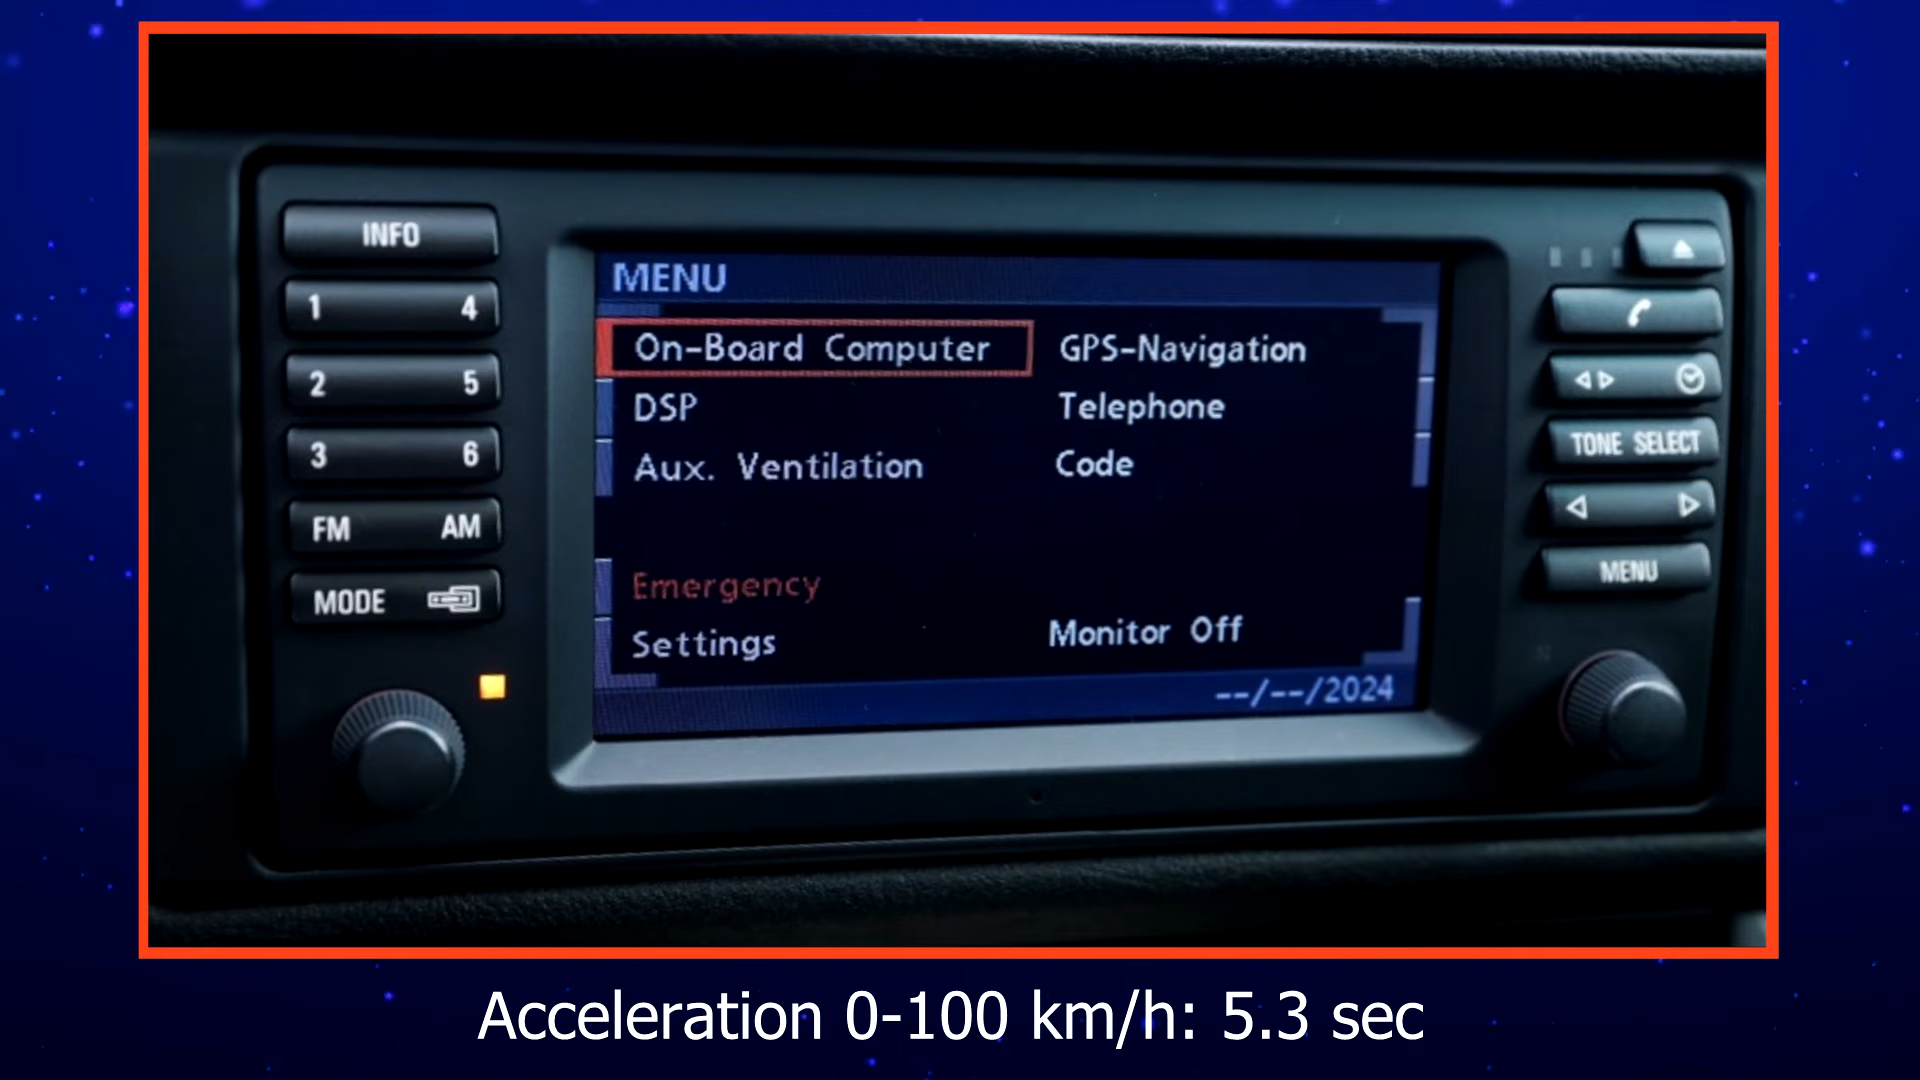 INFO
1 4
2 5
3 6
FM AM
MODE
MENU
On-Board Computer GPS-Navigation
DSP Telephone
Aux. Ventilation Code
Emergency
Settings Monitor Off
--/--/2024
TONE SELECT
MENU
Acceleration 0-100 km/h: 5.3 sec